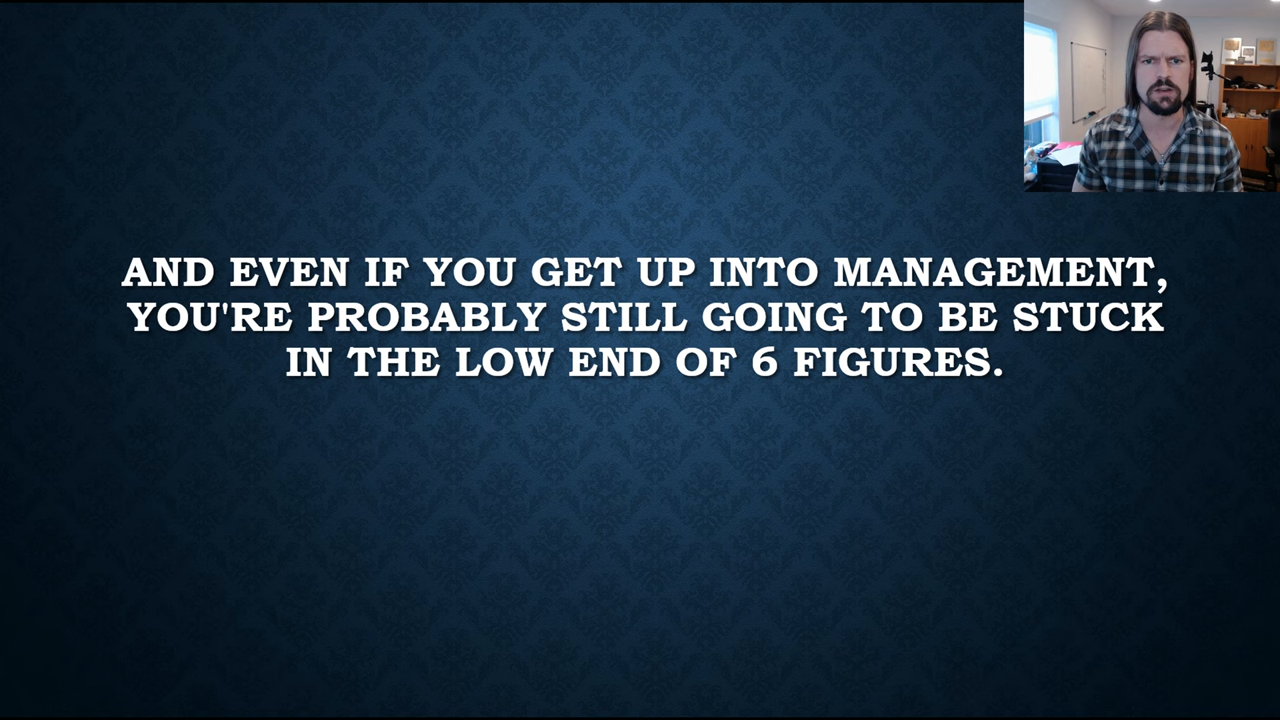 AND EVEN IF YOU GET UP INTO MANAGEMENT,
YOU'RE PROBABLY STILL GOING TO BE STUCK
IN THE LOW END OF 6 FIGURES.